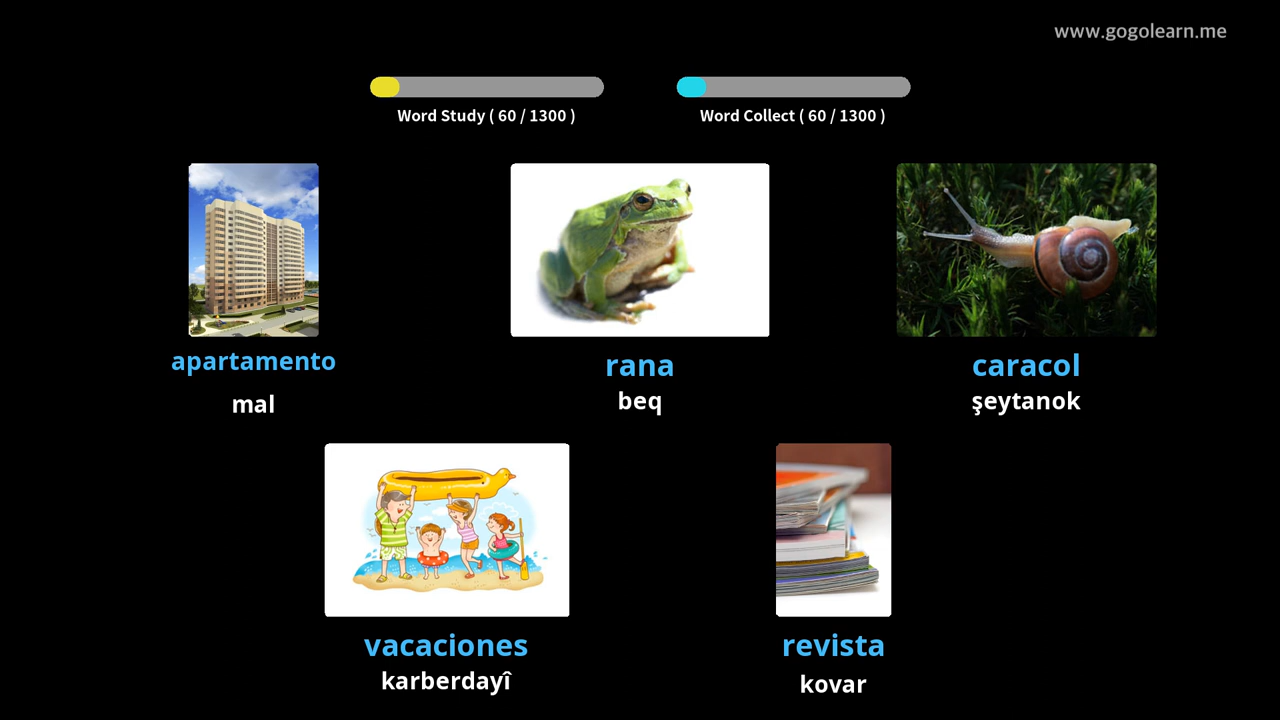 www.gogolearn.me
Word Study ( 60 / 1300 )
Word Collect ( 60 / 1300 )
apartamento
mal
rana
beq
caracol
şeytanok
vacaciones
karberdayî
revista
kovar